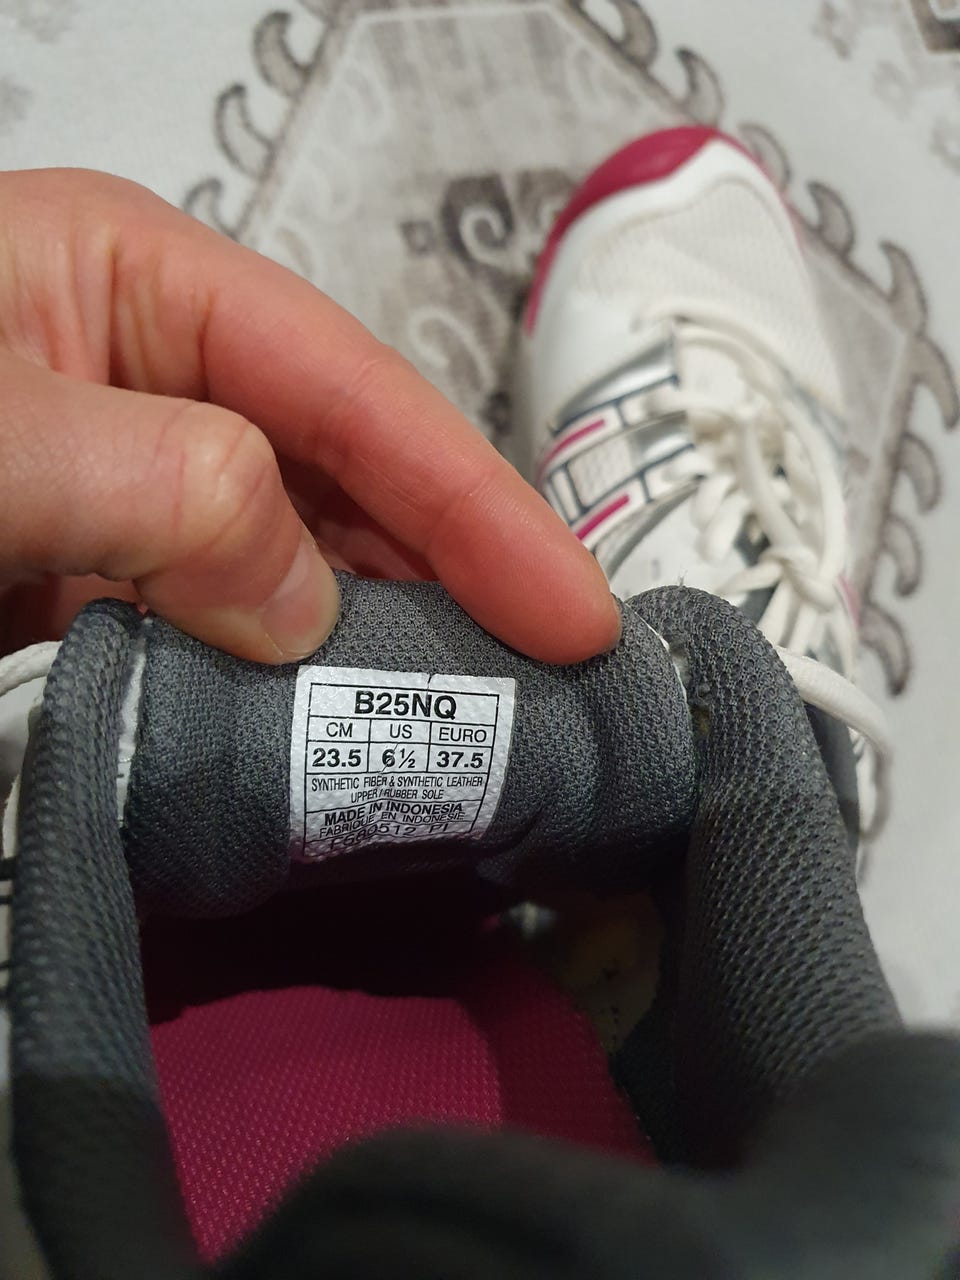 B25NQ
CM US EURO
23.5 6½ 37.5
SYNTHETIC FIBER & SYNTHETIC LEATHER
UPPER / RUBBER SOLE
MADE IN INDONESIA
FABRIQUE EN INDONESIE